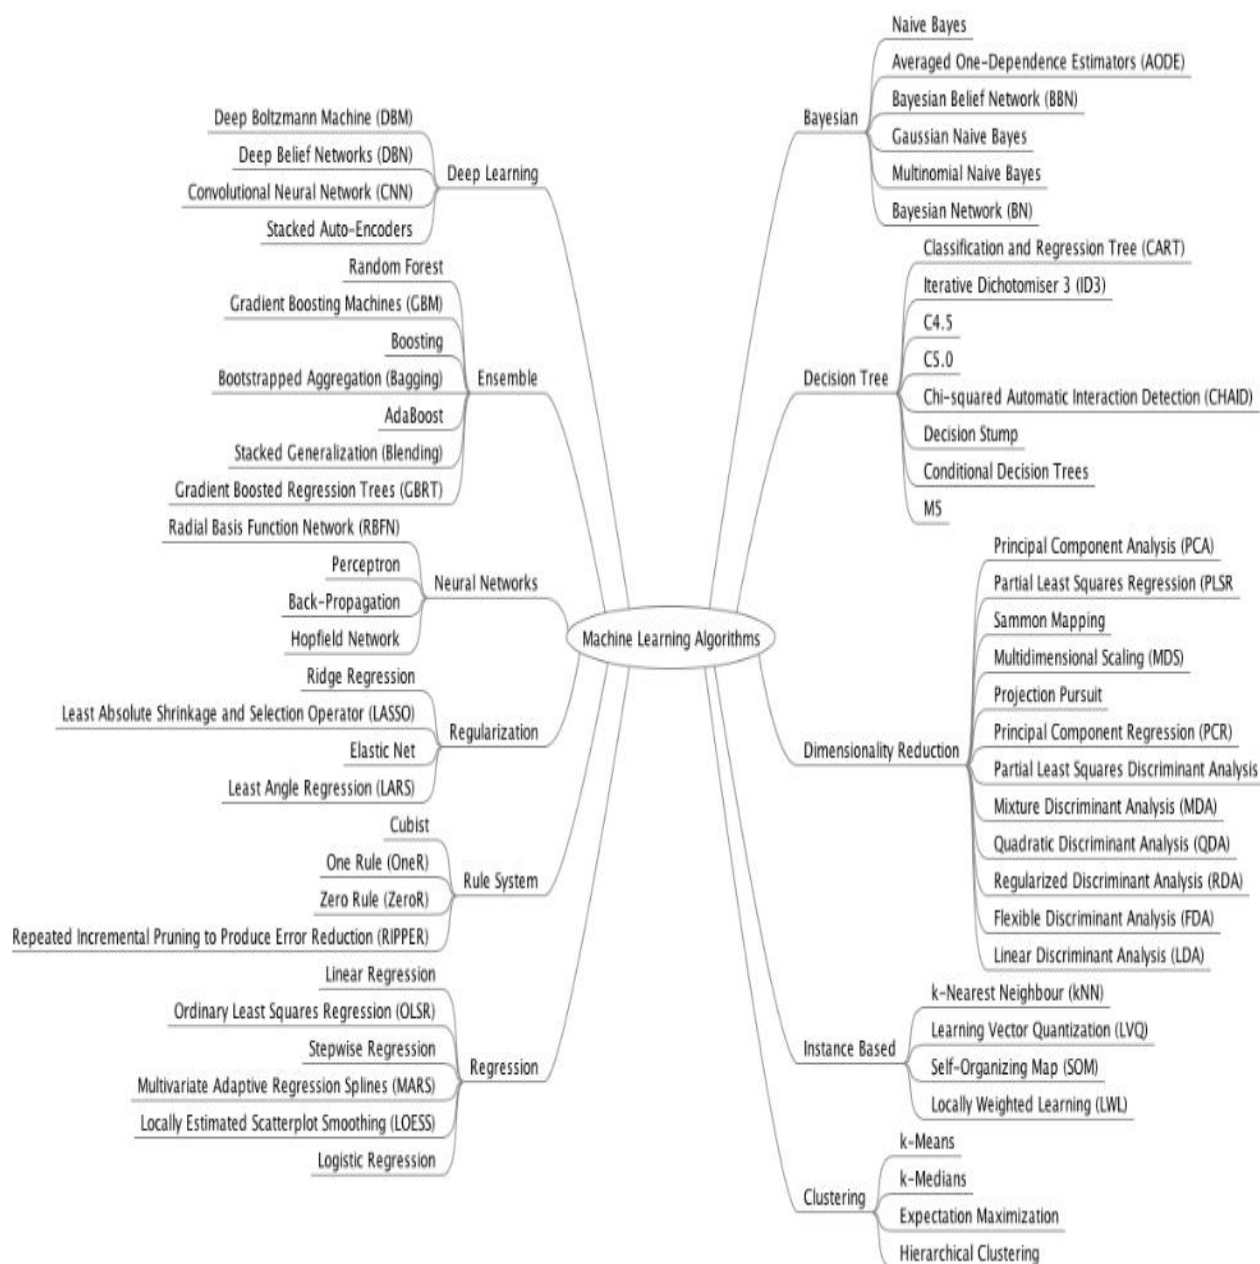 Machine Learning Algorithms
Deep Learning
Deep Boltzmann Machine (DBM)
Deep Belief Networks (DBN)
Convolutional Neural Network (CNN)
Stacked Auto-Encoders
Ensemble
Random Forest
Gradient Boosting Machines (GBM)
Boosting
Bootstrapped Aggregation (Bagging)
AdaBoost
Stacked Generalization (Blending)
Gradient Boosted Regression Trees (GBRT)
Neural Networks
Radial Basis Function Network (RBFN)
Perceptron
Back-Propagation
Hopfield Network
Regularization
Ridge Regression
Least Absolute Shrinkage and Selection Operator (LASSO)
Elastic Net
Least Angle Regression (LARS)
Rule System
Cubist
One Rule (OneR)
Zero Rule (ZeroR)
Repeated Incremental Pruning to Produce Error Reduction (RIPPER)
Regression
Linear Regression
Ordinary Least Squares Regression (OLSR)
Stepwise Regression
Multivariate Adaptive Regression Splines (MARS)
Locally Estimated Scatterplot Smoothing (LOESS)
Logistic Regression
Bayesian
Naive Bayes
Averaged One-Dependence Estimators (AODE)
Bayesian Belief Network (BBN)
Gaussian Naive Bayes
Multinomial Naive Bayes
Bayesian Network (BN)
Decision Tree
Classification and Regression Tree (CART)
Iterative Dichotomiser 3 (ID3)
C4.5
C5.0
Chi-squared Automatic Interaction Detection (CHAID)
Decision Stump
Conditional Decision Trees
M5
Dimensionality Reduction
Principal Component Analysis (PCA)
Partial Least Squares Regression (PLSR
Sammon Mapping
Multidimensional Scaling (MDS)
Projection Pursuit
Principal Component Regression (PCR)
Partial Least Squares Discriminant Analysis
Mixture Discriminant Analysis (MDA)
Quadratic Discriminant Analysis (QDA)
Regularized Discriminant Analysis (RDA)
Flexible Discriminant Analysis (FDA)
Linear Discriminant Analysis (LDA)
Instance Based
k-Nearest Neighbour (kNN)
Learning Vector Quantization (LVQ)
Self-Organizing Map (SOM)
Locally Weighted Learning (LWL)
Clustering
k-Means
k-Medians
Expectation Maximization
Hierarchical Clustering